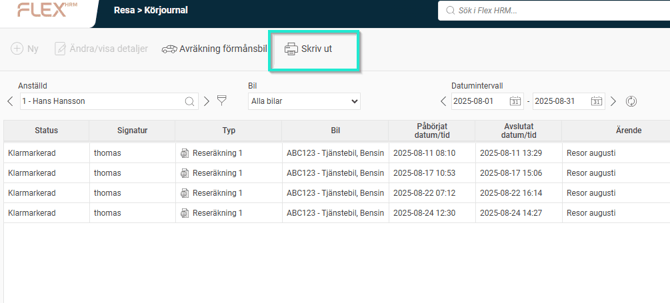 FLEX HRM
Resa > Körjournal
Sök i Flex HRM...
Ny
Ändra/visa detaljer
Avräkning förmånsbil
Skriv ut
Anställd
Bil
Datumintervall
1 - Hans Hansson
Alla bilar
2025-08-01 - 2025-08-31
Status Signatur Typ Bil Påbörjat datum/tid Avslutat datum/tid Ärende
Klarmarkerad thomas Reseräkning 1 ABC123 - Tjänstebil, Bensin 2025-08-11 08:10 2025-08-11 13:29 Resor augusti
Klarmarkerad thomas Reseräkning 1 ABC123 - Tjänstebil, Bensin 2025-08-17 10:53 2025-08-17 15:06 Resor augusti
Klarmarkerad thomas Reseräkning 1 ABC123 - Tjänstebil, Bensin 2025-08-22 07:12 2025-08-22 16:14 Resor augusti
Klarmarkerad thomas Reseräkning 1 ABC123 - Tjänstebil, Bensin 2025-08-24 12:30 2025-08-24 14:27 Resor augusti